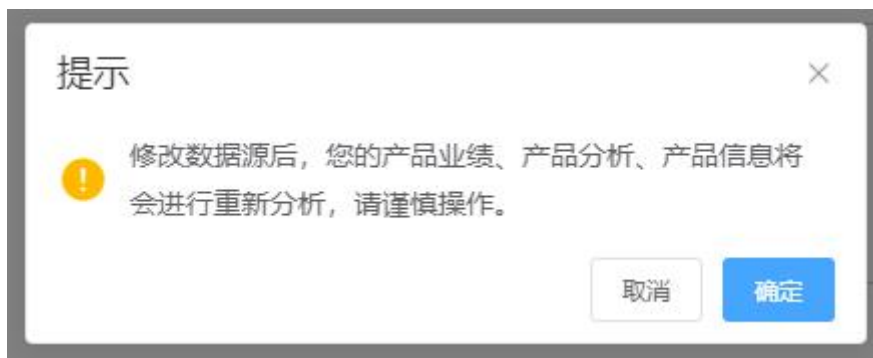 提示
修改数据源后，您的产品业绩、产品分析、产品信息将
会进行重新分析，请谨慎操作。
取消
确定